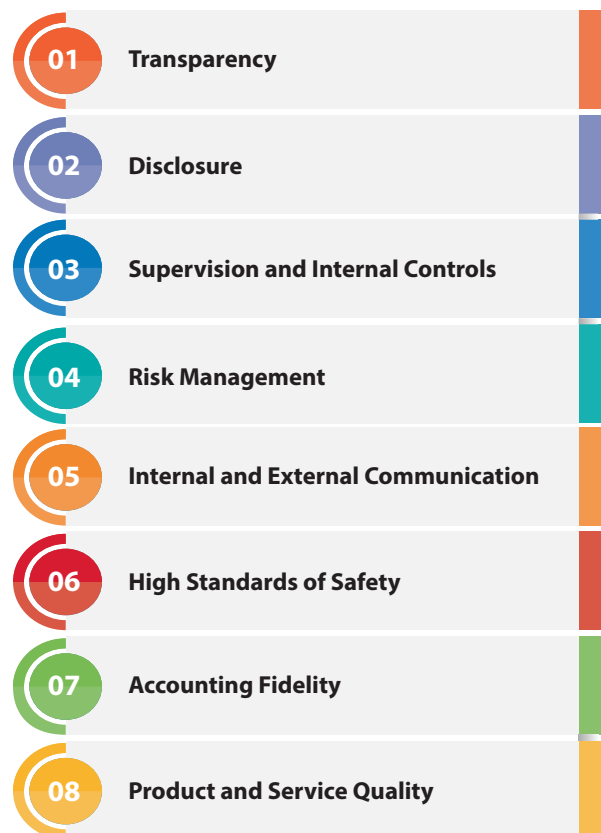 01
Transparency
02
Disclosure
03
Supervision and Internal Controls
04
Risk Management
05
Internal and External Communication
06
High Standards of Safety
07
Accounting Fidelity
08
Product and Service Quality